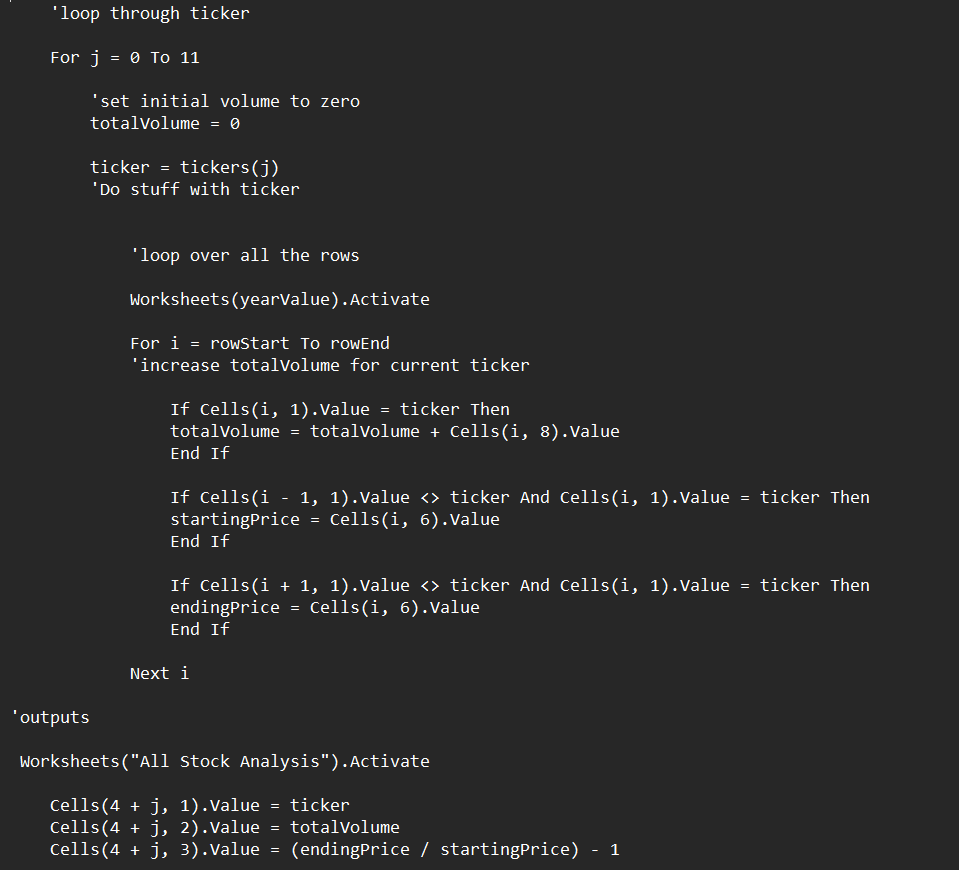 'loop through ticker
For j = 0 To 11
'set initial volume to zero
totalVolume = 0
ticker = tickers(j)
'Do stuff with ticker
'loop over all the rows
Worksheets(yearValue).Activate
For i = rowStart To rowEnd
'increase totalVolume for current ticker
If Cells(i, 1).Value = ticker Then
totalVolume = totalVolume + Cells(i, 8).Value
End If
If Cells(i - 1, 1).Value <> ticker And Cells(i, 1).Value = ticker Then
startingPrice = Cells(i, 6).Value
End If
If Cells(i + 1, 1).Value <> ticker And Cells(i, 1).Value = ticker Then
endingPrice = Cells(i, 6).Value
End If
Next i
'outputs
Worksheets("All Stock Analysis").Activate
Cells(4 + j, 1).Value = ticker
Cells(4 + j, 2).Value = totalVolume
Cells(4 + j, 3).Value = (endingPrice / startingPrice) - 1